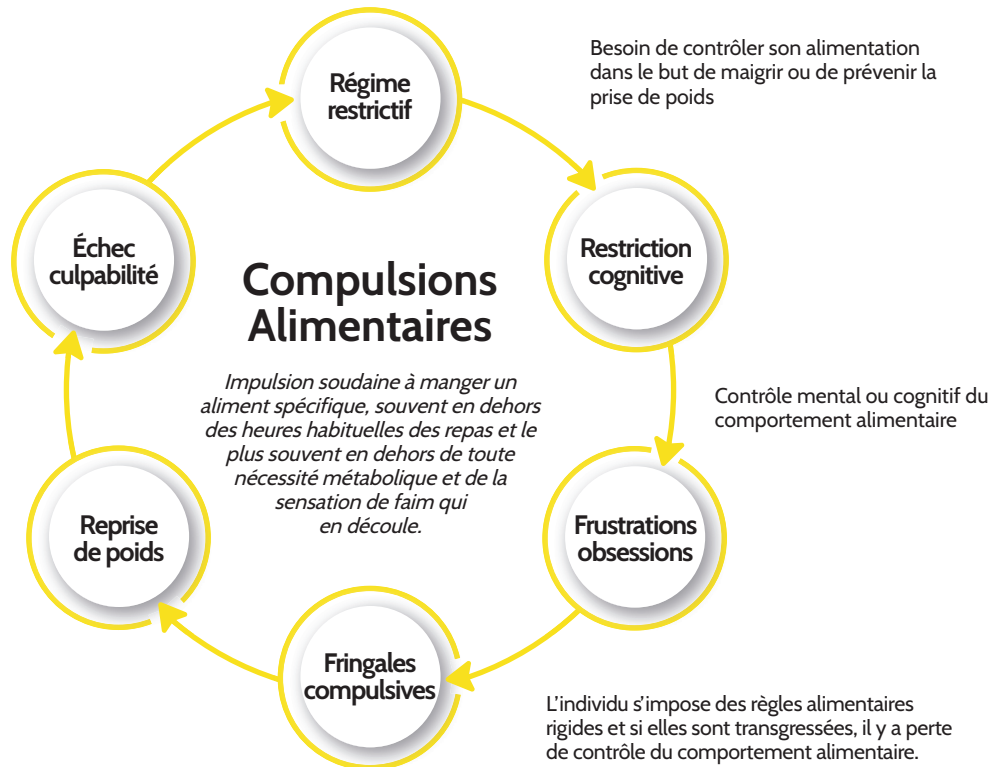 Régime
restrictif
Besoin de contrôler son alimentation
dans le but de maigrir ou de prévenir la
prise de poids
Échec
culpabilité
Restriction
cognitive
Compulsions
Alimentaires
Impulsion soudaine à manger un
aliment spécifique, souvent en dehors
des heures habituelles des repas et le
plus souvent en dehors de toute
nécessité métabolique et de la
sensation de faim qui
en découle.
Contrôle mental ou cognitif du
comportement alimentaire
Reprise
de poids
Frustrations
obsessions
Fringales
compulsives
L'individu s'impose des règles alimentaires
rigides et si elles sont transgressées, il y a perte
de contrôle du comportement alimentaire.